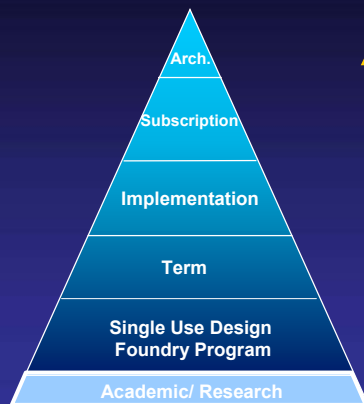 Arch.
Subscription
Implementation
Term
Single Use Design
Foundry Program
Academic/ Research